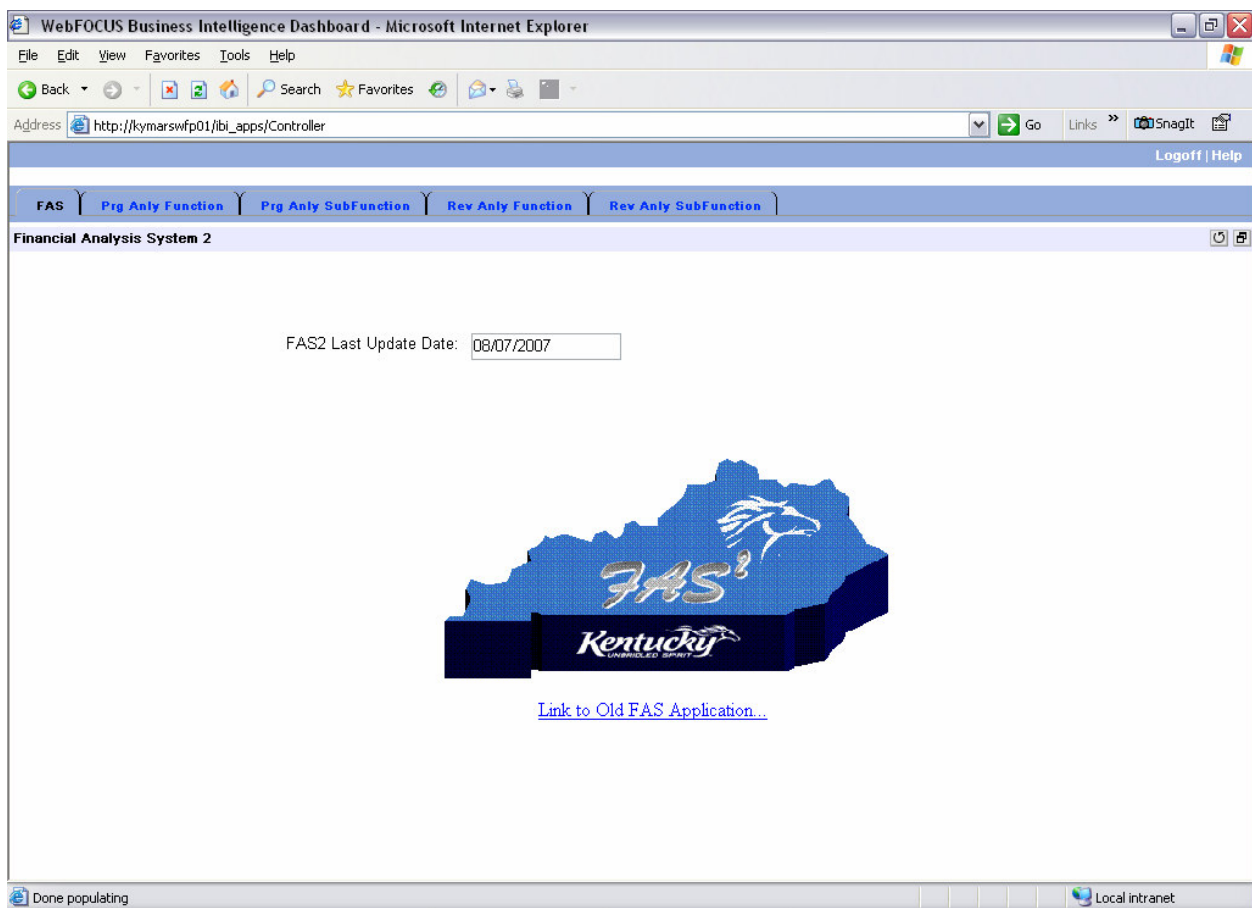 WebFOCUS Business Intelligence Dashboard - Microsoft Internet Explorer
File Edit View Favorites Tools Help
Back Search Favorites
Address http://kymarswfp01/ibi_apps/Controller Go Links » SnagIt
Logoff | Help
FAS Prg Anly Function Prg Anly SubFunction Rev Anly Function Rev Anly SubFunction
Financial Analysis System 2
FAS2 Last Update Date: 08/07/2007
FAS2
Kentucky
UNBRIDLED SPIRIT
Link to Old FAS Application...
Done populating Local intranet